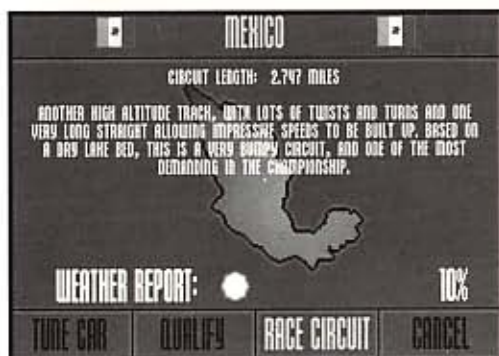 MEXICO
CIRCUIT LENGTH: 2.747 MILES
ANOTHER HIGH ALTITUDE TRACK, WITH LOTS OF TWISTS AND TURNS AND ONE
VERY LONG STRAIGHT ALLOWING IMPRESSIVE SPEEDS TO BE BUILT UP. BASED ON
A DRY LAKE BED, THIS IS A VERY BUMPY CIRCUIT, AND ONE OF THE MOST
DEMANDING IN THE CHAMPIONSHIP.
WEATHER REPORT: 10%
TUNE CAR QUALIFY RACE CIRCUIT CANCEL